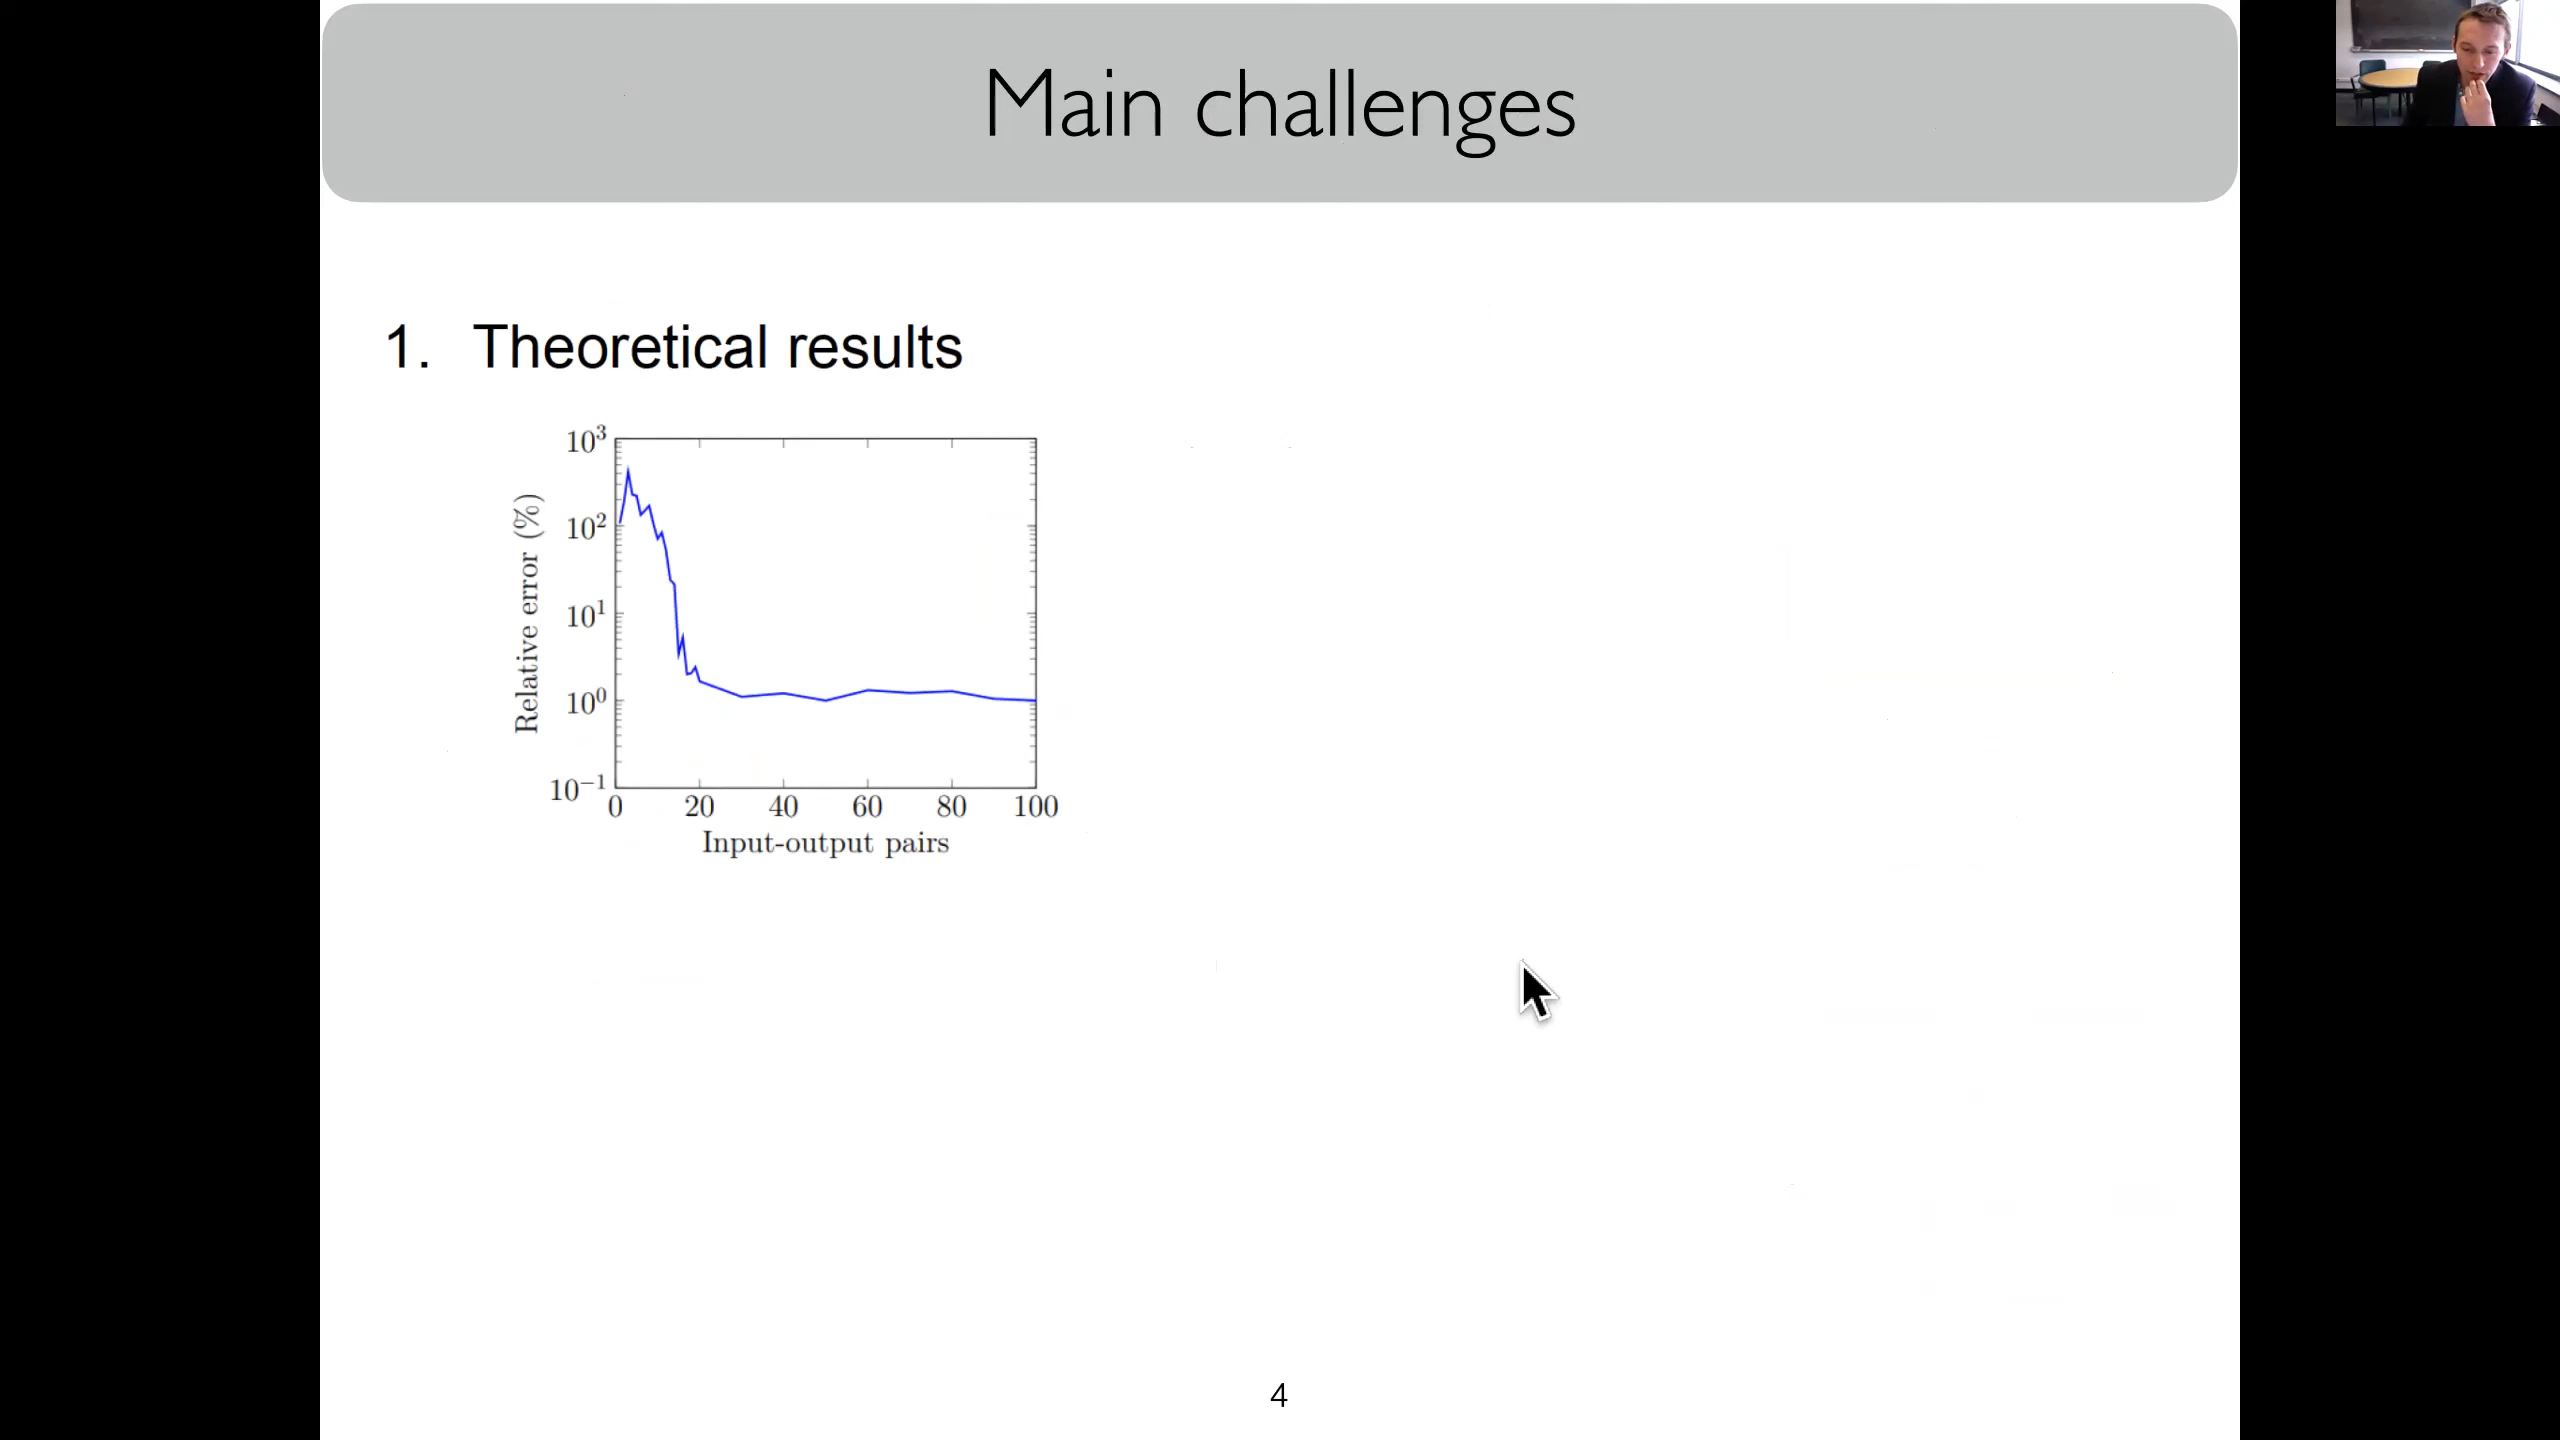 Main challenges
1. Theoretical results
10³
10²
10¹
10⁰
10⁻¹
Relative error (%)
0 20 40 60 80 100
Input-output pairs
4